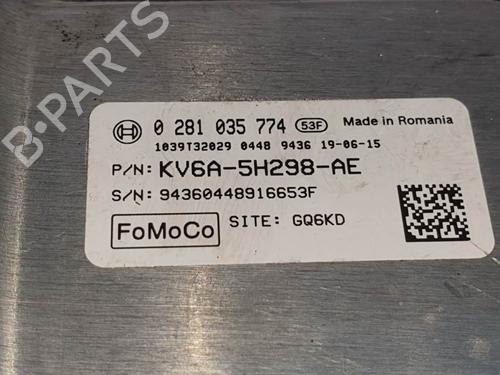 B-PARTS
BOSCH 0 281 035 774 53F Made in Romania
1039T32029 0448 9436 19-06-15
P/N: KV6A-5H298-AE
S/N: 94360448916653F
FoMoCo SITE: GQ6KD